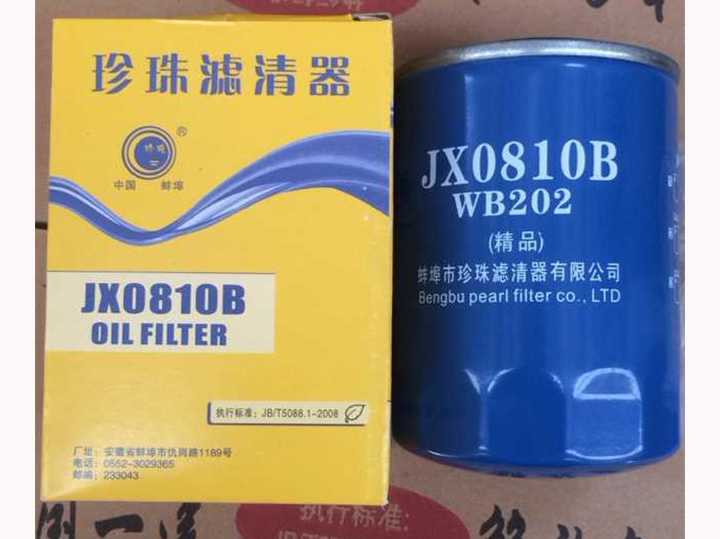 珍珠滤清器
®
中国 蚌埠
JX0810B
OIL FILTER
执行标准：JB/T5088.1-2008
厂址：安徽省蚌埠市仇岗路1189号
电话：0552-3029365
邮编：233043
JX0810B
WB202
(精品)
蚌埠市珍珠滤清器有限公司
Bengbu pearl filter co., LTD
执行标准: